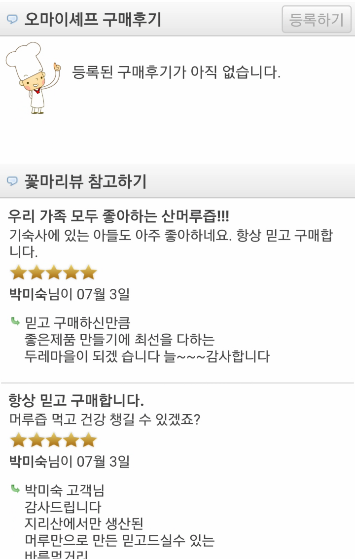 오마이셰프 구매후기
등록하기
등록된 구매후기가 아직 없습니다.
꽃마리뷰 참고하기
우리 가족 모두 좋아하는 산머루즙!!!
기숙사에 있는 아들도 아주 좋아하네요. 항상 믿고 구매합
니다.
박미숙님이 07월 3일
믿고 구매하신만큼
좋은제품 만들기에 최선을 다하는
두레마을이 되겠 습니다 늘~~~감사합니다
항상 믿고 구매합니다.
머루즙 먹고 건강 챙길 수 있겠죠?
박미숙님이 07월 3일
박미숙 고객님
감사드립니다
지리산에서만 생산된
머루만으로 만든 믿고드실수 있는
바른먹거리